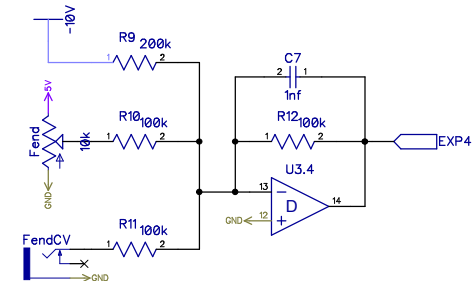 -10V
R9
200k
1
2
5V
Fend
10k
GND
R10
100k
1
2
C7
2
1
1nf
R12
100k
1
2
EXP4
U3.4
13
14
D
GND
12
R11
100k
1
2
FendCV
GND